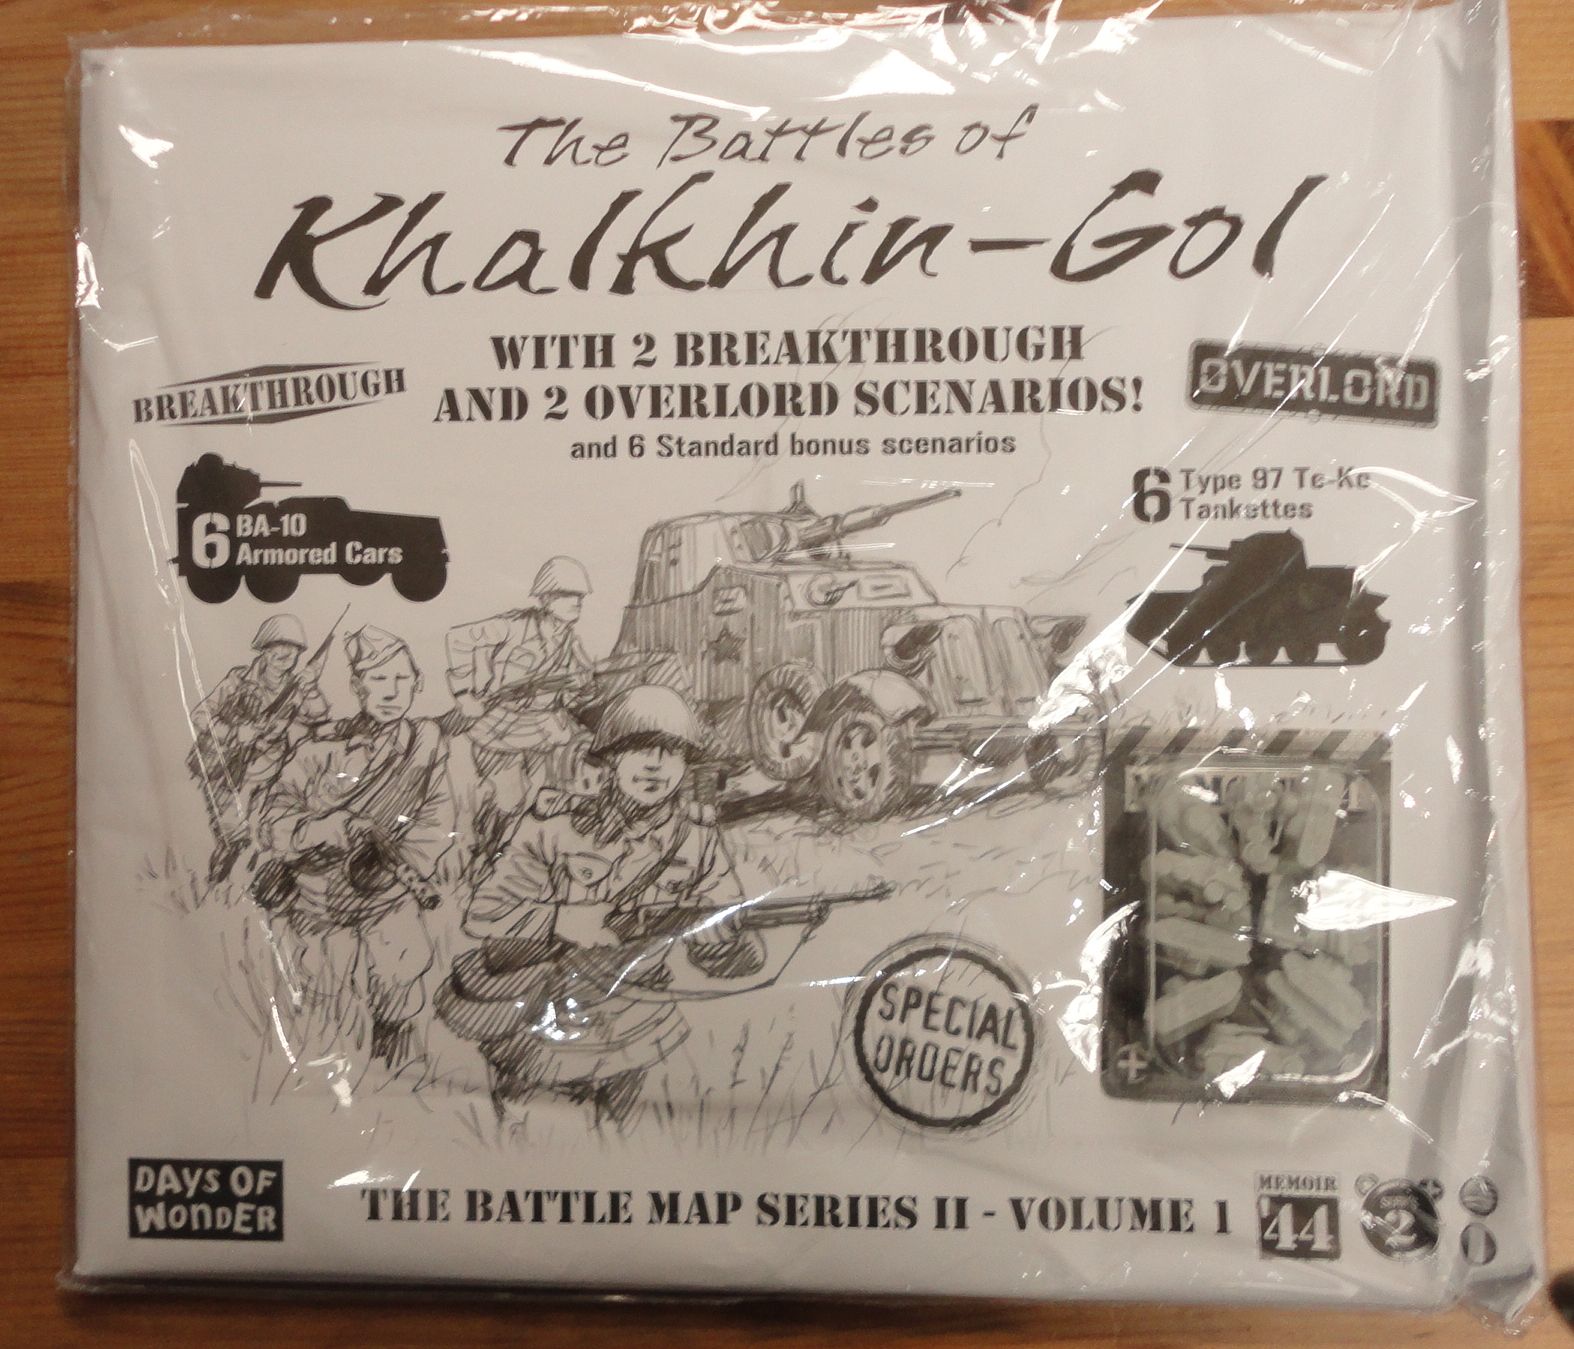 The Battles of
Khalkhin-Gol
WITH 2 BREAKTHROUGH
AND 2 OVERLORD SCENARIOS!
and 6 Standard bonus scenarios
BREAKTHROUGH
OVERLORD
6 BA-10
Armored Cars
6 Type 97 Te-Ke
Tankettes
SPECIAL
ORDERS
DAYS OF
WONDER
THE BATTLE MAP SERIES II - VOLUME 1
MEMOIR
'44
2